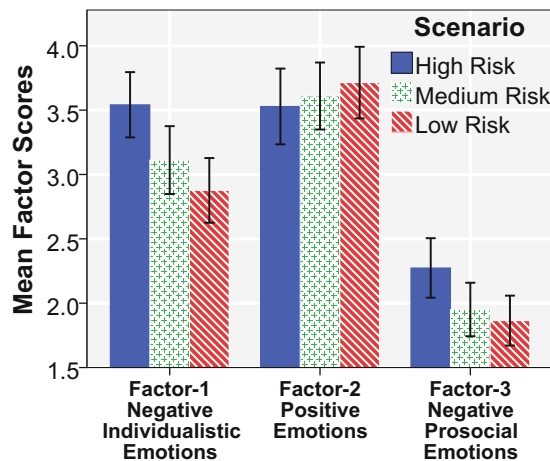 Scenario
High Risk
Medium Risk
Low Risk
Mean Factor Scores
4.0
3.5
3.0
2.5
2.0
1.5
Factor-1
Negative
Individualistic
Emotions
Factor-2
Positive
Emotions
Factor-3
Negative
Prosocial
Emotions